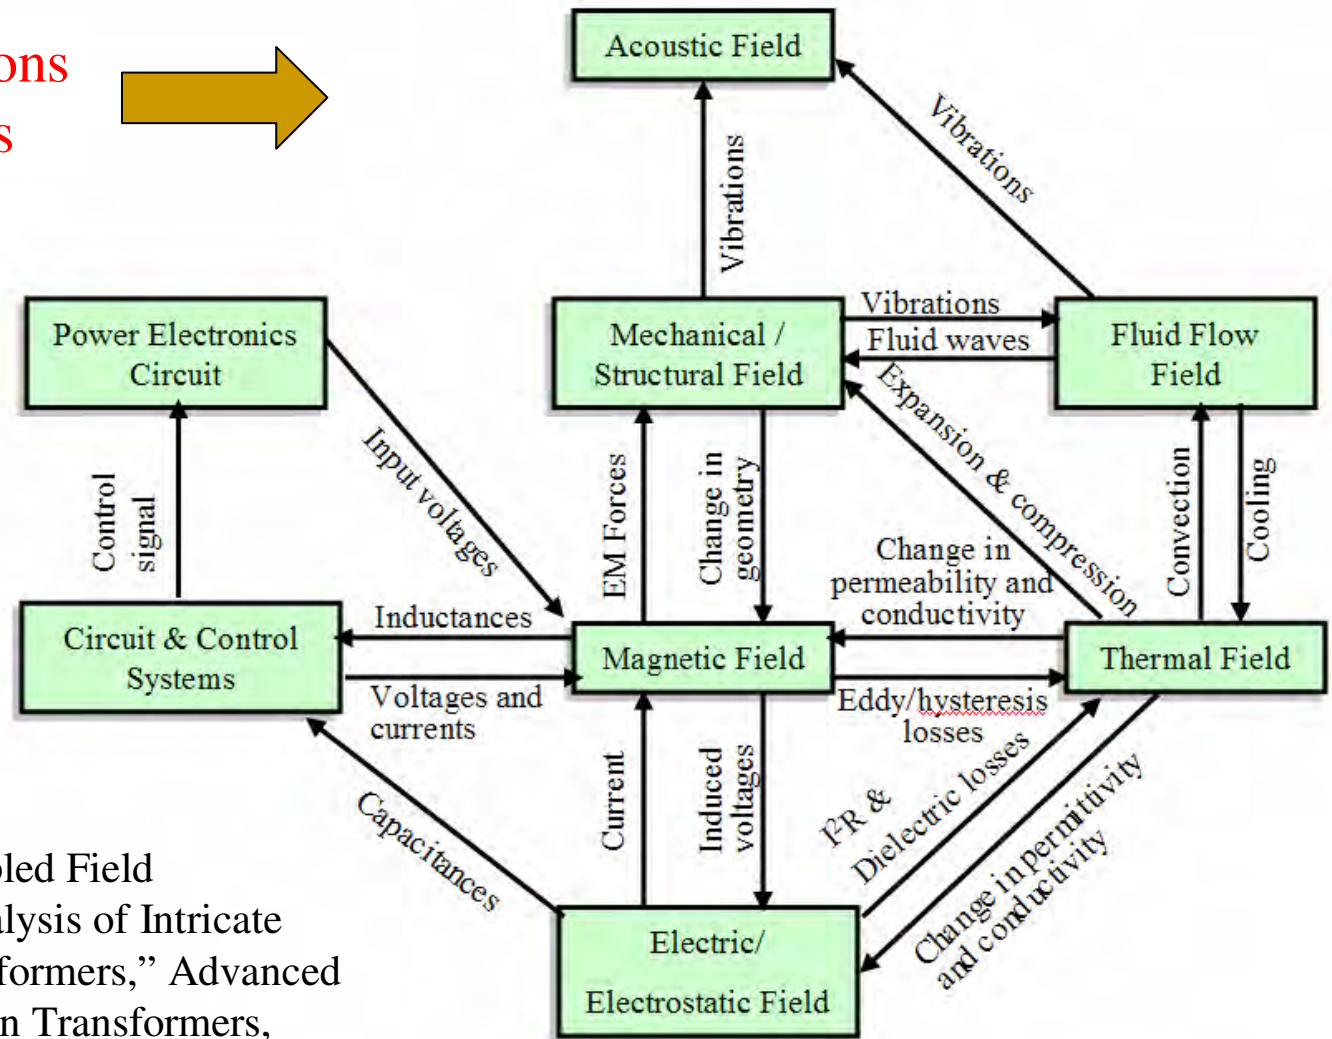 Acoustic Field
Vibrations
Vibrations
Power Electronics
Circuit
Mechanical /
Structural Field
Vibrations
Fluid waves
Fluid Flow
Field
Control
signal
Input voltages
EM Forces
Change in
geometry
Expansion & compression
Convection
Cooling
Change in
permeability and
conductivity
Circuit & Control
Systems
Inductances
Voltages and
currents
Magnetic Field
Eddy/hysteresis
losses
Thermal Field
Capacitances
Current
Induced
voltages
I²R &
Dielectric losses
Change in permittivity
and conductivity
Electric/
Electrostatic Field
alysis of Intricate
formers,” Advanced
n Transformers,
ons
s
pled Field